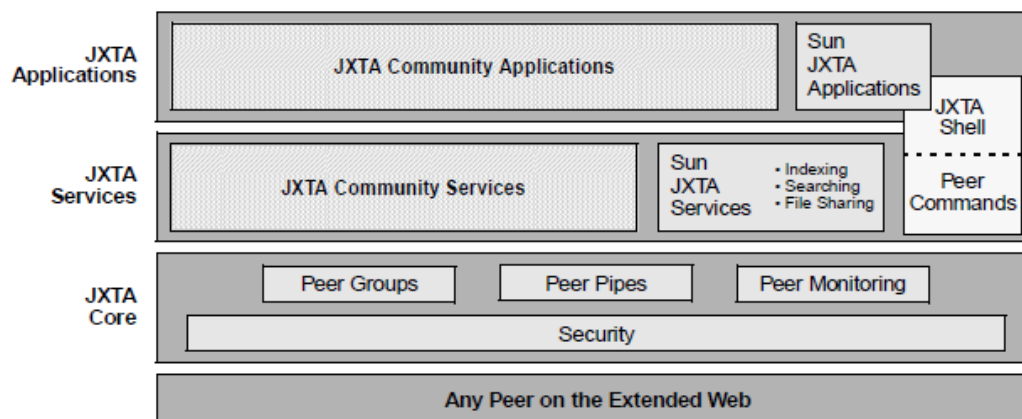 JXTA
Applications
JXTA Community Applications
Sun
JXTA
Applications
JXTA
Shell
JXTA
Services
JXTA Community Services
Sun
JXTA
Services
• Indexing
• Searching
• File Sharing
Peer
Commands
JXTA
Core
Peer Groups
Peer Pipes
Peer Monitoring
Security
Any Peer on the Extended Web